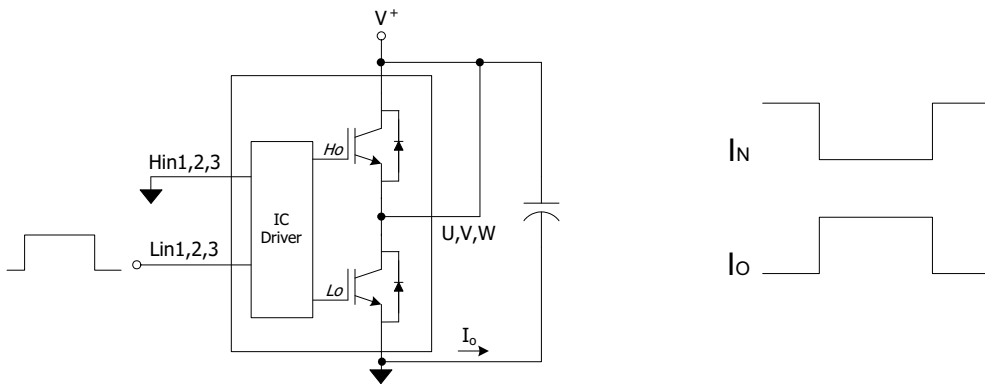 V+
Hin1,2,3
Ho
IC
Driver
U,V,W
Lin1,2,3
Lo
Io
IN
IO